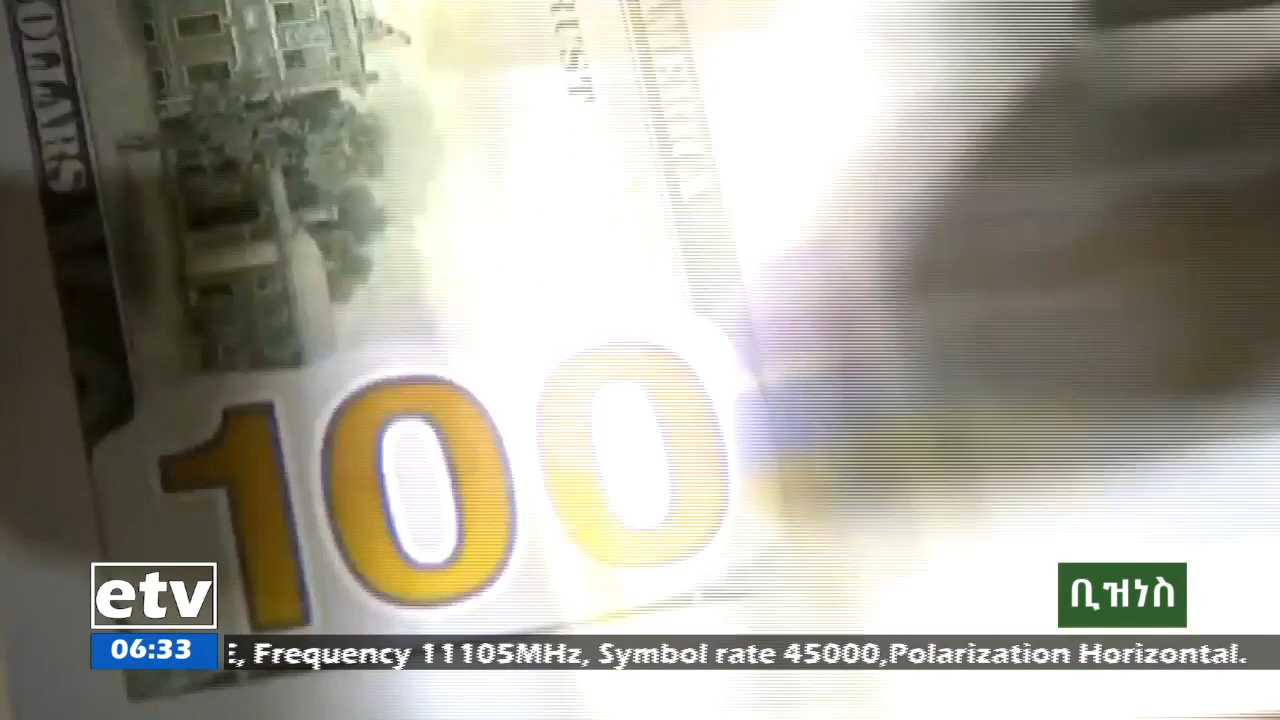 DOLLARS
100
etv
ቢዝነስ
06:33
, Frequency 11105MHz, Symbol rate 45000,Polarization Horizontal.